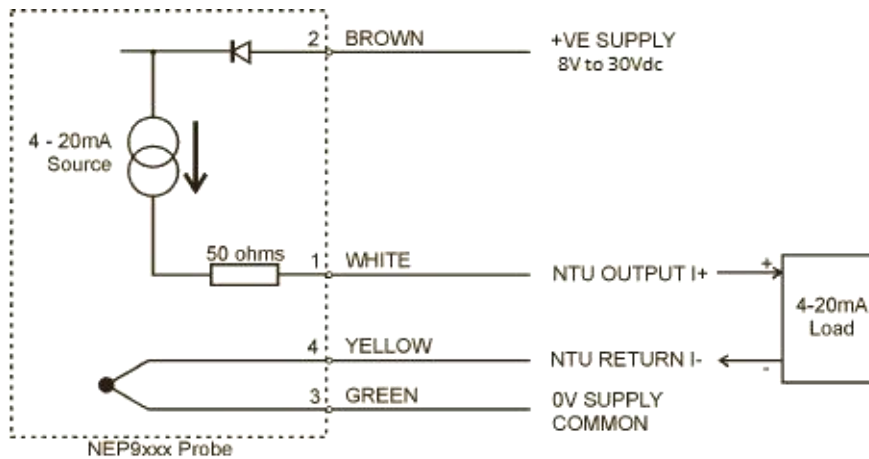 2 BROWN
+VE SUPPLY
8V to 30Vdc
4 - 20mA
Source
50 ohms
1 WHITE
NTU OUTPUT I+
+
4-20mA
Load
4 YELLOW
NTU RETURN I-
-
3 GREEN
0V SUPPLY
COMMON
NEP9xxx Probe